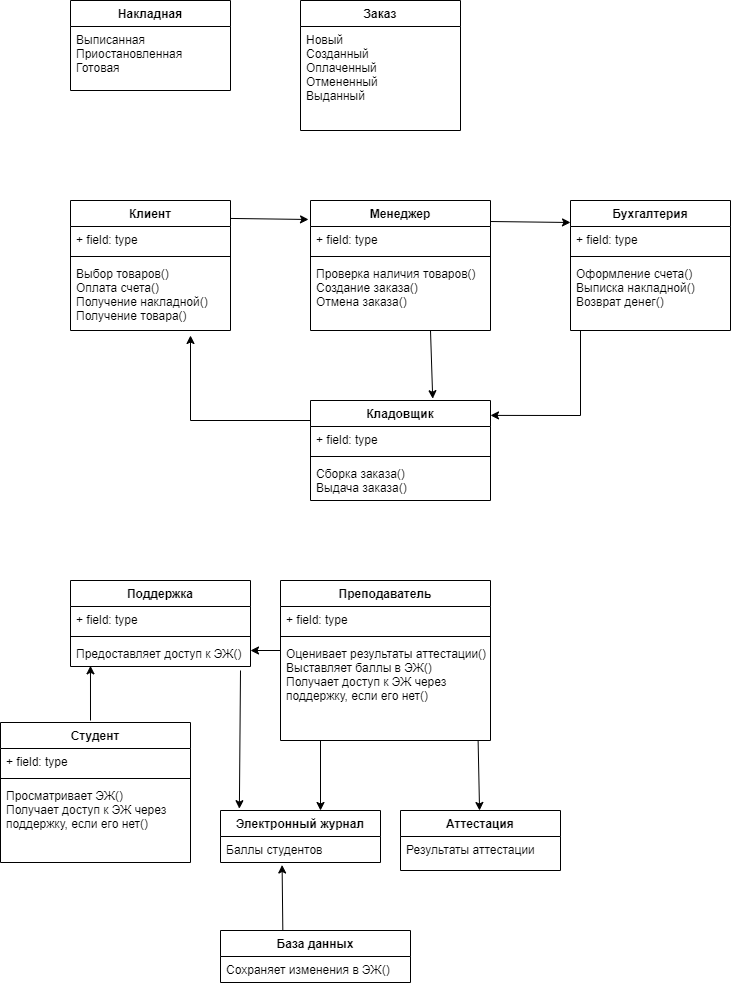 Накладная
Выписанная
Приостановленная
Готовая
Заказ
Новый
Созданный
Оплаченный
Отмененный
Выданный
Клиент
+ field: type
Выбор товаров()
Оплата счета()
Получение накладной()
Получение товара()
Менеджер
+ field: type
Проверка наличия товаров()
Создание заказа()
Отмена заказа()
Бухгалтерия
+ field: type
Оформление счета()
Выписка накладной()
Возврат денег()
Кладовщик
+ field: type
Сборка заказа()
Выдача заказа()
Поддержка
+ field: type
Предоставляет доступ к ЭЖ()
Преподаватель
+ field: type
Оценивает результаты аттестации()
Выставляет баллы в ЭЖ()
Получает доступ к ЭЖ через
поддержку, если его нет()
Студент
+ field: type
Просматривает ЭЖ()
Получает доступ к ЭЖ через
поддержку, если его нет()
Электронный журнал
Баллы студентов
Аттестация
Результаты аттестации
База данных
Сохраняет изменения в ЭЖ()